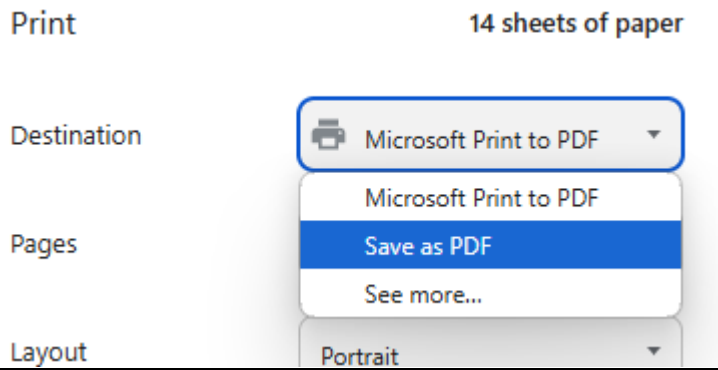 Print
14 sheets of paper
Destination
Microsoft Print to PDF
Microsoft Print to PDF
Pages
Save as PDF
See more...
Layout
Portrait